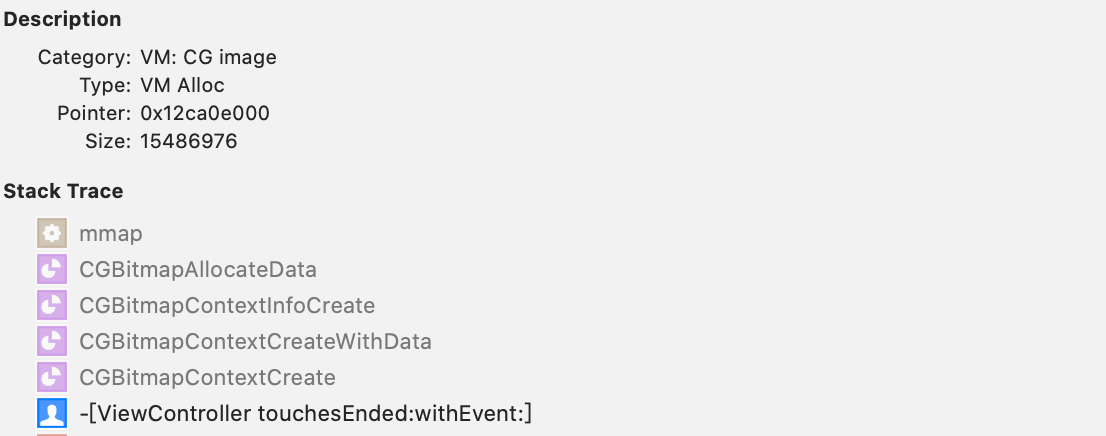 Description
Category: VM: CG image
Type: VM Alloc
Pointer: 0x12ca0e000
Size: 15486976
Stack Trace
mmap
CGBitmapAllocateData
CGBitmapContextInfoCreate
CGBitmapContextCreateWithData
CGBitmapContextCreate
-[ViewController touchesEnded:withEvent:]